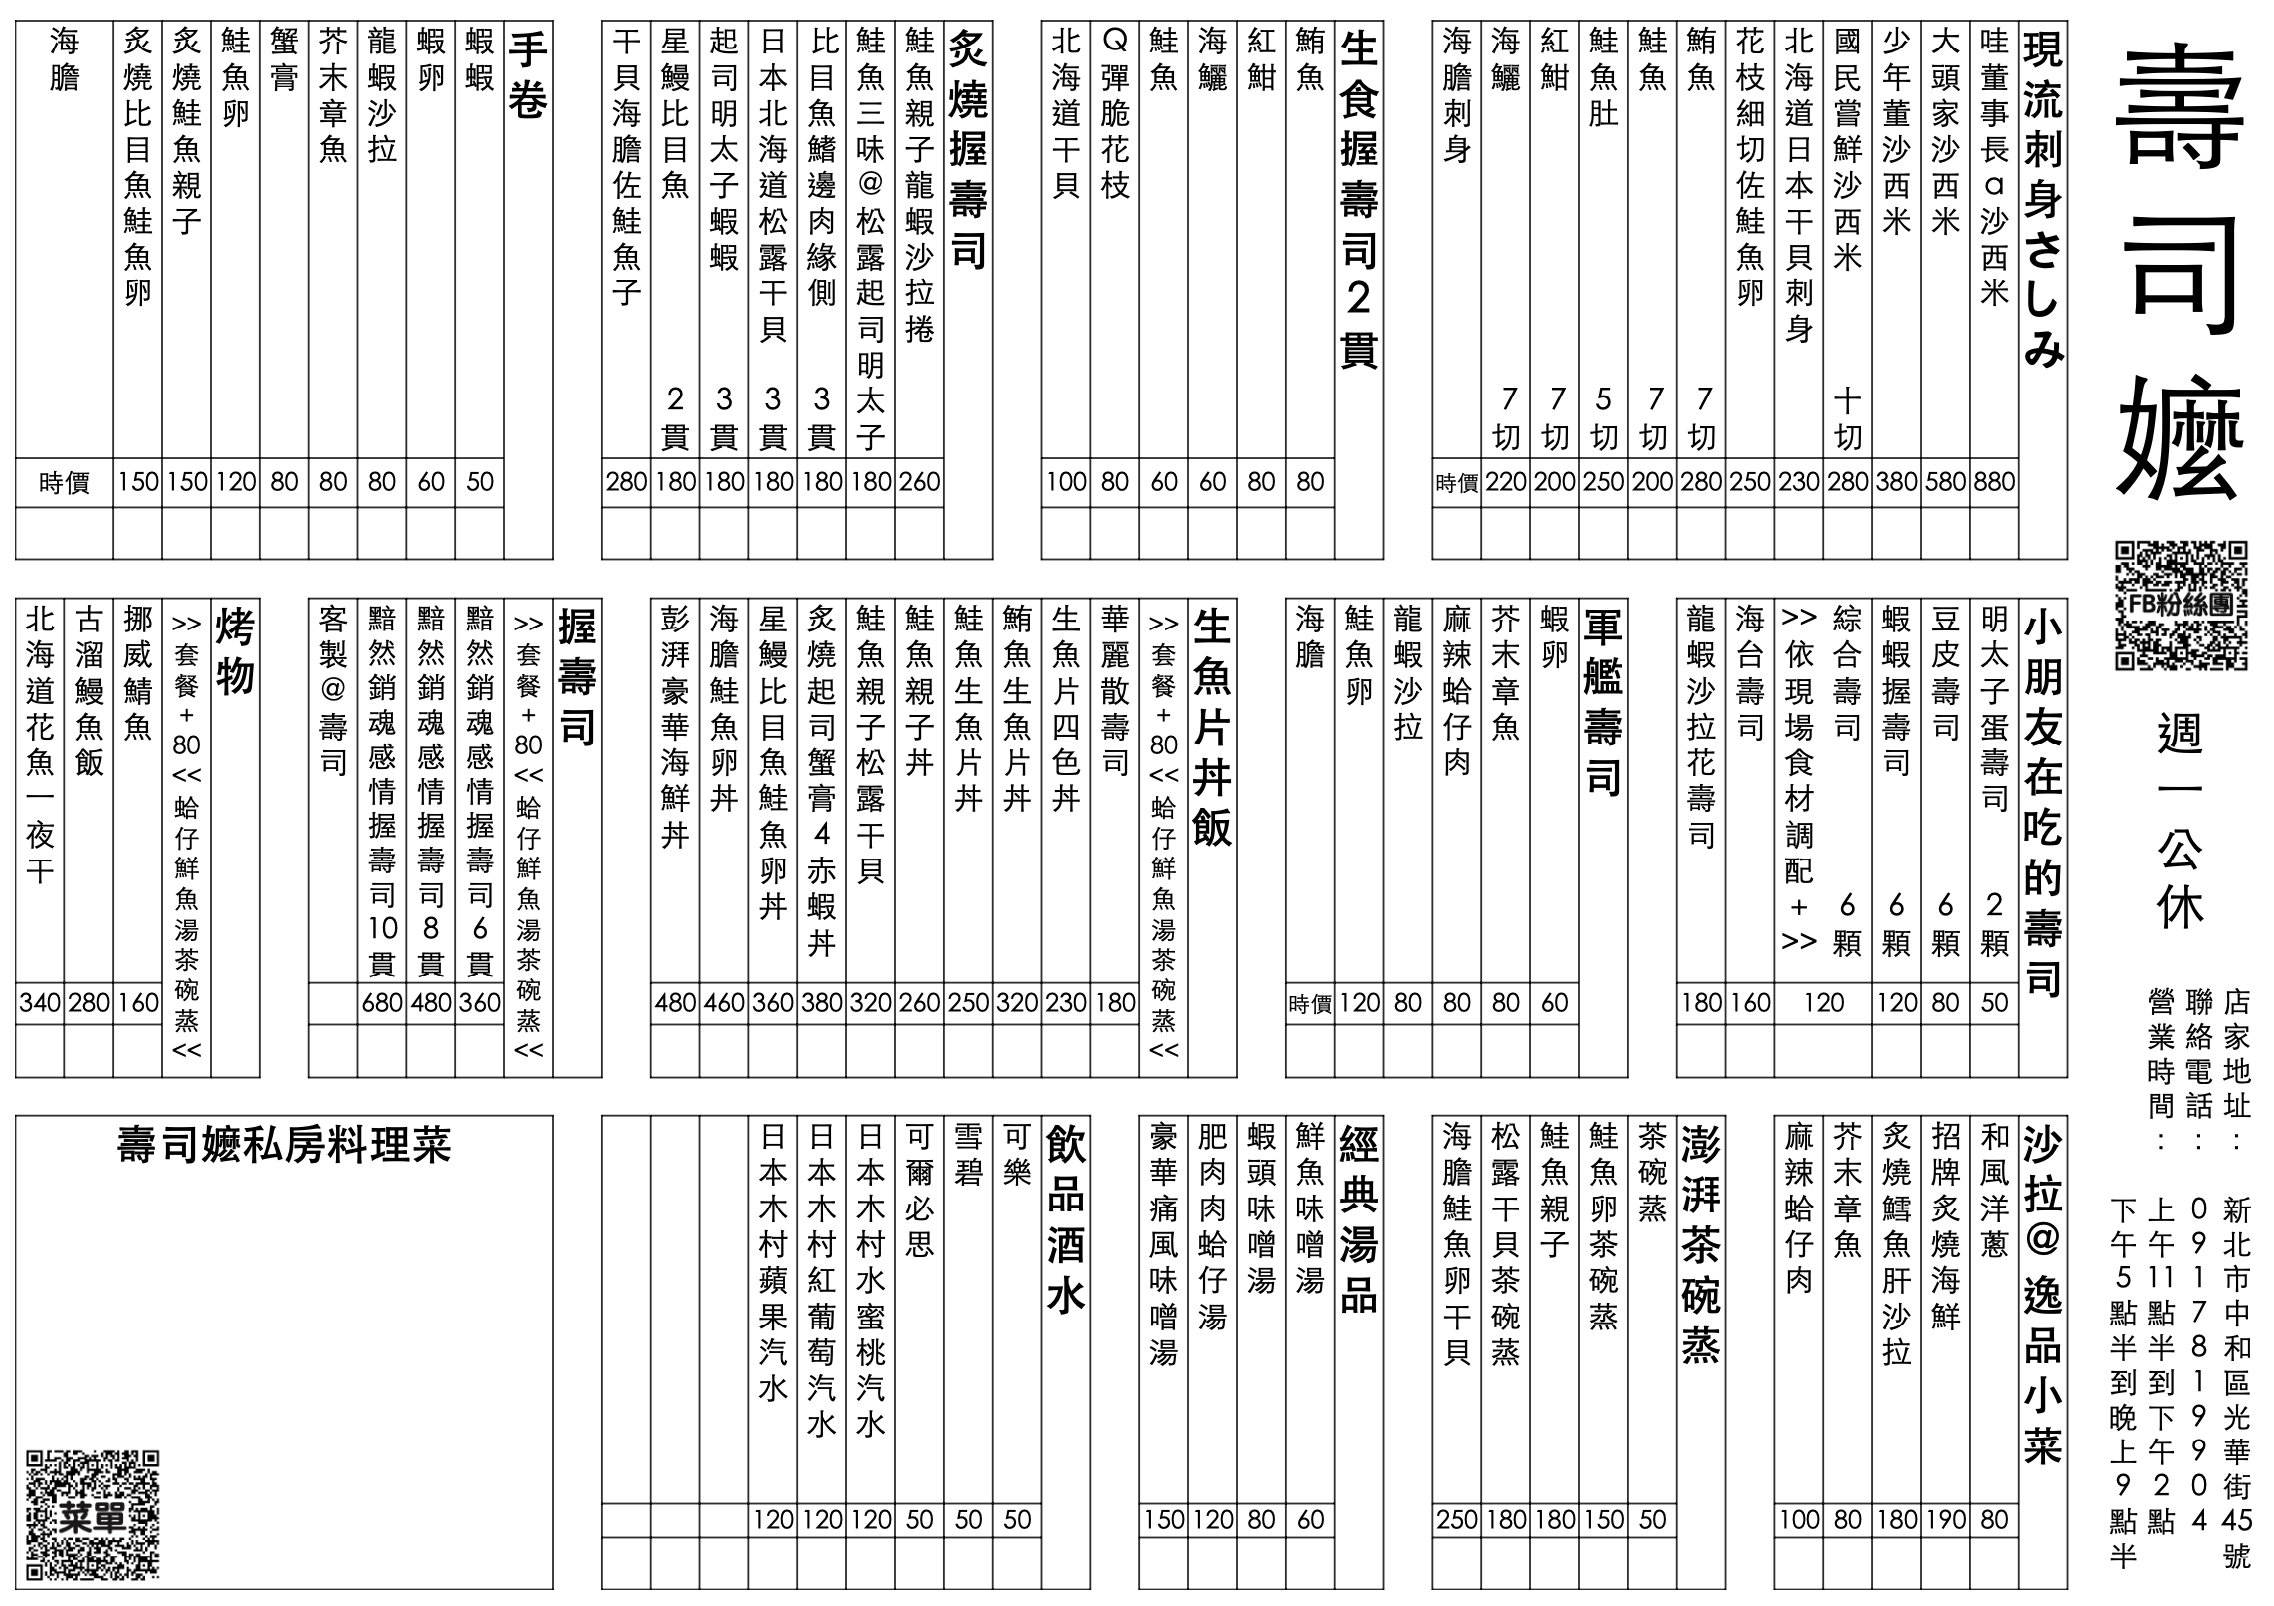 壽司嬤
FB粉絲團
週一公休
店家地址：新北市中和區光華街45號
聯絡電話：0917819904
營業時間：上午11點半到下午2點
下午5點半到晚上9點半
現流刺身さしみ
哇董事長a沙西米 880
大頭家沙西米 580
少年董沙西米 380
國民嘗鮮沙西米 十切 280
北海道日本干貝刺身 230
花枝細切佐鮭魚卵 250
鮪魚 7切 280
鮭魚 7切 200
鮭魚肚 5切 250
紅魽 7切 200
海鱺 7切 220
海膽刺身 時價
生食握壽司2貫
鮪魚 80
紅魽 80
海鱺 60
鮭魚 60
Q彈脆花枝 80
北海道干貝 100
炙燒握壽司
鮭魚親子龍蝦沙拉捲 260
鮭魚三味@松露起司明太子 180
比目魚鰭邊肉緣側 3貫 180
日本北海道松露干貝 3貫 180
起司明太子蝦蝦 3貫 180
星鰻比目魚 2貫 180
干貝海膽佐鮭魚子 280
手卷
蝦蝦 50
蝦卵 60
龍蝦沙拉 80
芥末章魚 80
蟹膏 80
鮭魚卵 120
炙燒鮭魚親子 150
炙燒比目魚鮭魚卵 150
海膽 時價
小朋友在吃的壽司
明太子蛋壽司 2顆 50
豆皮壽司 6顆 80
蝦蝦握壽司 6顆 120
綜合壽司 6顆
>>依現場食材調配+>> 120
海台壽司 160
龍蝦沙拉花壽司 180
軍艦壽司
蝦卵 60
芥末章魚 80
麻辣蛤仔肉 80
龍蝦沙拉 80
鮭魚卵 120
海膽 時價
生魚片丼飯
>>套餐+80<<蛤仔鮮魚湯茶碗蒸<<
華麗散壽司 180
生魚片四色丼 230
鮪魚生魚片丼 320
鮭魚生魚片丼 250
鮭魚親子丼 260
鮭魚親子松露干貝 320
炙燒起司蟹膏4赤蝦丼 380
星鰻比目魚鮭魚卵丼 360
海膽鮭魚卵丼 460
彭湃豪華海鮮丼 480
握壽司
>>套餐+80<<蛤仔鮮魚湯茶碗蒸<<
黯然銷魂感情握壽司6貫 360
黯然銷魂感情握壽司8貫 480
黯然銷魂感情握壽司10貫 680
客製@壽司
烤物
>>套餐+80<<蛤仔鮮魚湯茶碗蒸<<
挪威鯖魚 160
古溜鰻魚飯 280
北海道花魚一夜干 340
沙拉@逸品小菜
和風洋蔥 80
招牌炙燒海鮮 190
炙燒鱈魚肝沙拉 180
芥末章魚 80
麻辣蛤仔肉 100
澎湃茶碗蒸
茶碗蒸 50
鮭魚卵茶碗蒸 150
鮭魚親子 180
松露干貝茶碗蒸 180
海膽鮭魚卵干貝 250
經典湯品
鮮魚味噌湯 60
蝦頭味噌湯 80
肥肉肉蛤仔湯 120
豪華痛風味噌湯 150
飲品酒水
可樂 50
雪碧 50
可爾必思 50
日本木村水蜜桃汽水 120
日本木村紅葡萄汽水 120
日本木村蘋果汽水 120
壽司嬤私房料理菜
菜單